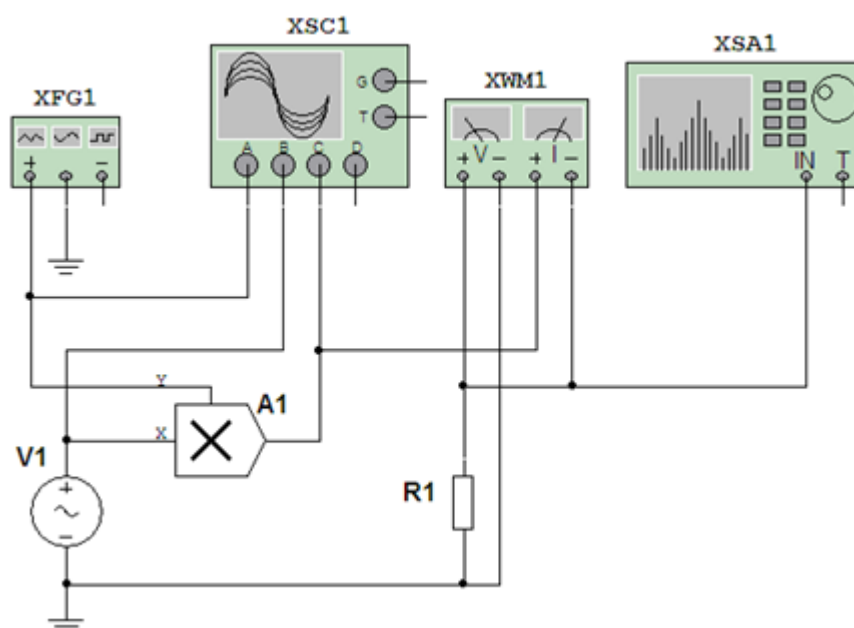 XSC1
XSA1
XFG1
XWM1
G
T
A B C D
+ −
+ V − + I −
IN T
Y
A1
X
V1
+
−
R1